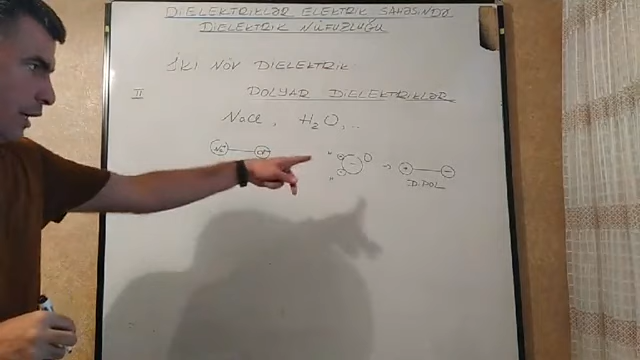 DİELEKTRİKLƏR ELEKTRİK SAHƏSİNDƏ
DİELEKTRİK NÜFUZLUĞU
İKİ NÖV DİELEKTRİK
II POLYAR DİELEKTRİKLƏR
NaCl, H₂O, ...
Na⁺ Cl⁻
O + −
DİPOL